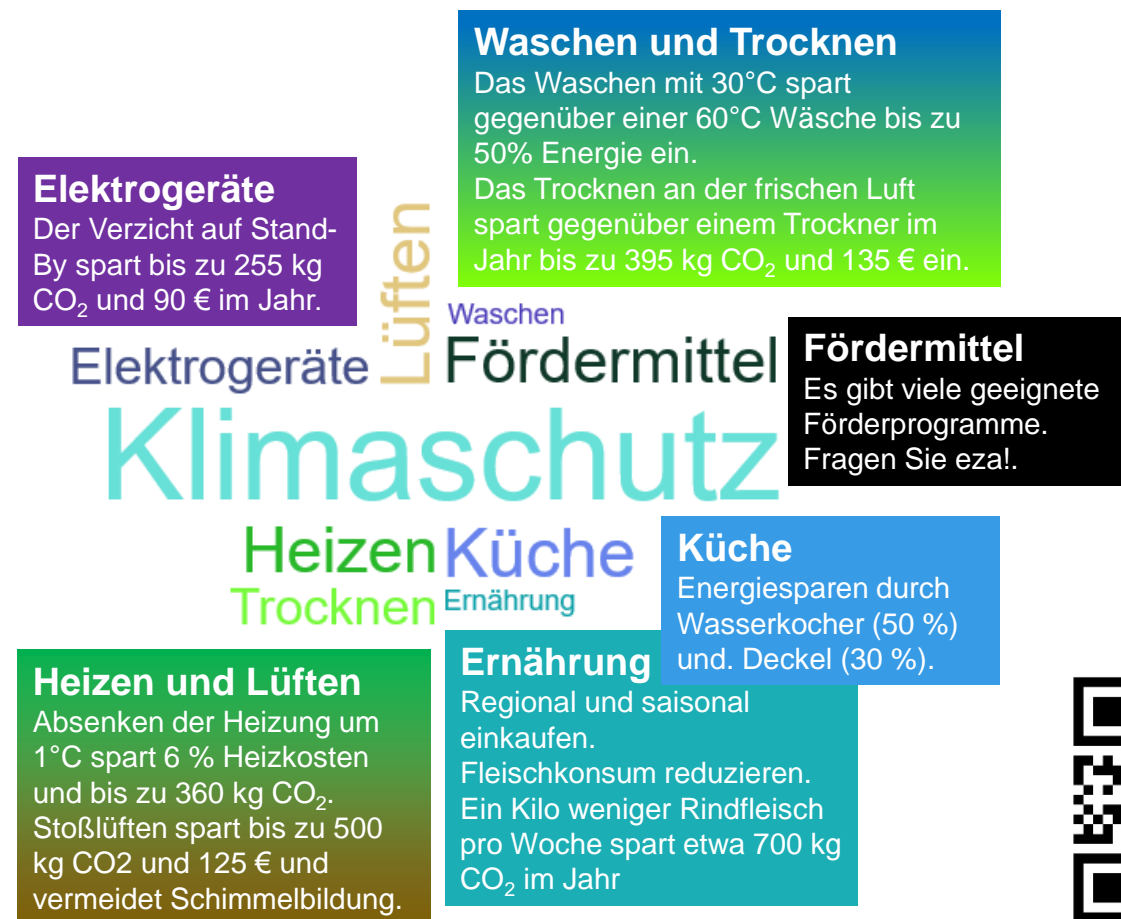 Waschen und Trocknen
Das Waschen mit 30°C spart
gegenüber einer 60°C Wäsche bis zu
50% Energie ein.
Das Trocknen an der frischen Luft
spart gegenüber einem Trockner im
Jahr bis zu 395 kg CO₂ und 135 € ein.
Elektrogeräte
Der Verzicht auf Stand-
By spart bis zu 255 kg
CO₂ und 90 € im Jahr.
Lüften
Waschen
Elektrogeräte
Fördermittel
Klimaschutz
Heizen
Küche
Trocknen
Ernährung
Fördermittel
Es gibt viele geeignete
Förderprogramme.
Fragen Sie eza!.
Küche
Energiesparen durch
Wasserkocher (50 %)
und. Deckel (30 %).
Heizen und Lüften
Absenken der Heizung um
1°C spart 6 % Heizkosten
und bis zu 360 kg CO₂.
Stoßlüften spart bis zu 500
kg CO2 und 125 € und
vermeidet Schimmelbildung.
Ernährung
Regional und saisonal
einkaufen.
Fleischkonsum reduzieren.
Ein Kilo weniger Rindfleisch
pro Woche spart etwa 700 kg
CO₂ im Jahr